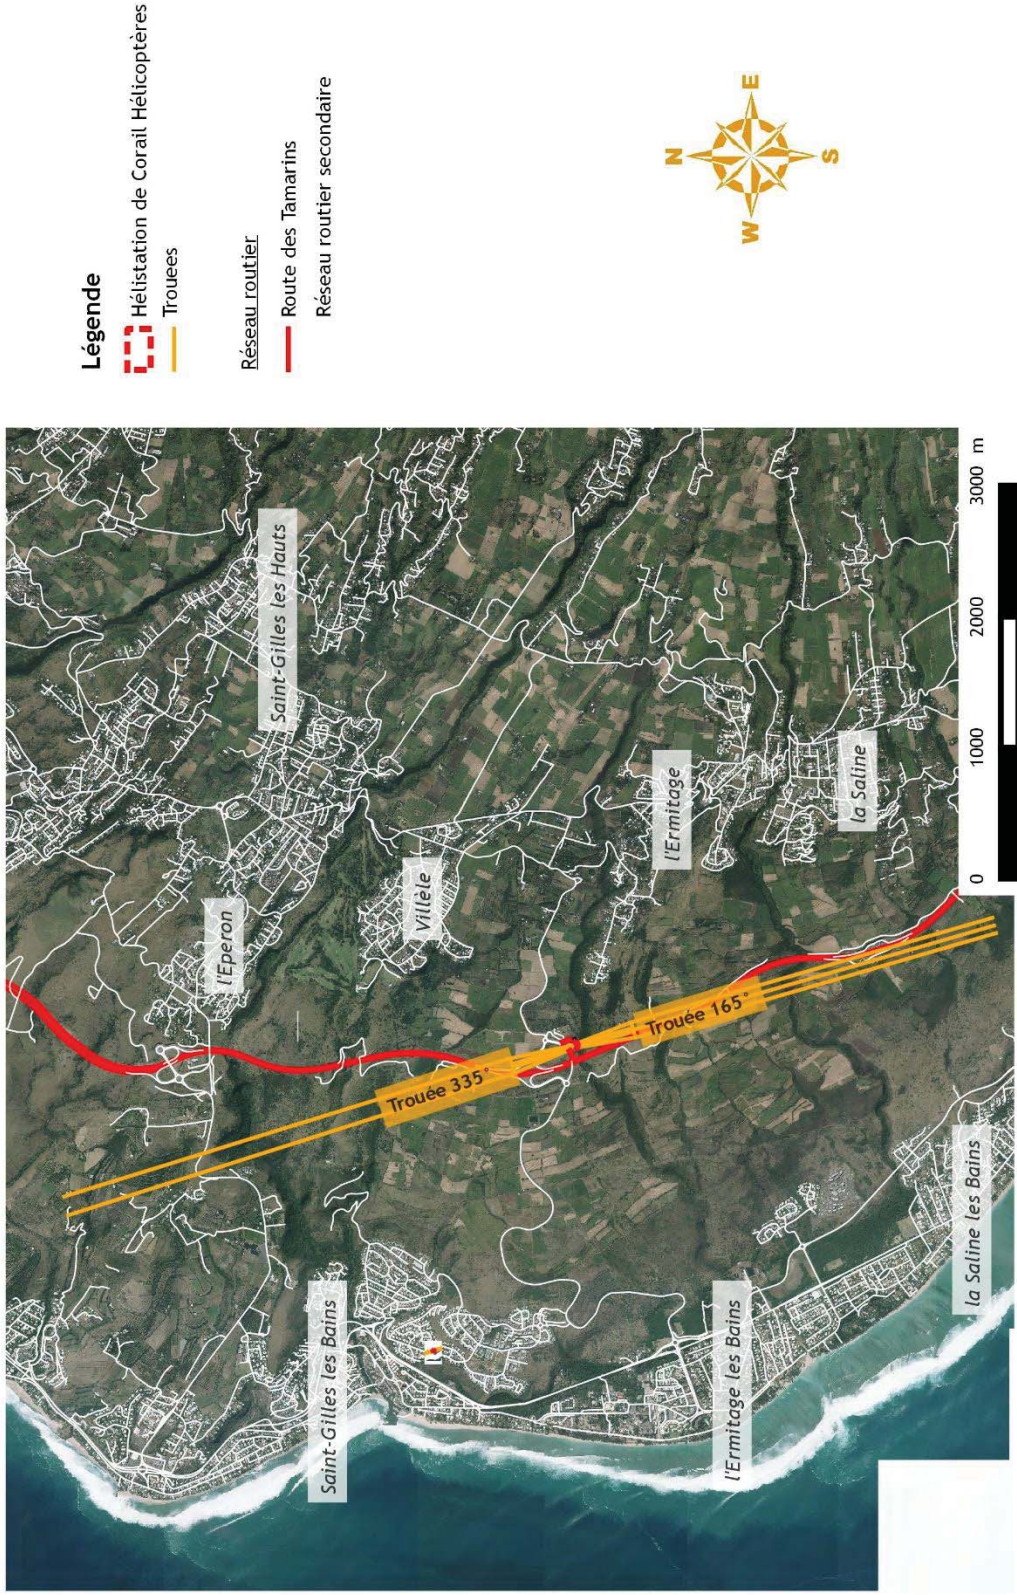 Légende
Hélistation de Corail Hélicoptères
Trouees
Réseau routier
Route des Tamarins
Réseau routier secondaire
N
W
E
S
Saint-Gilles les Hauts
l'Eperon
Villèle
l'Ermitage
la Saline
Trouée 335°
Trouée 165°
Saint-Gilles les Bains
l'Ermitage les Bains
la Saline les Bains
0 1000 2000 3000 m